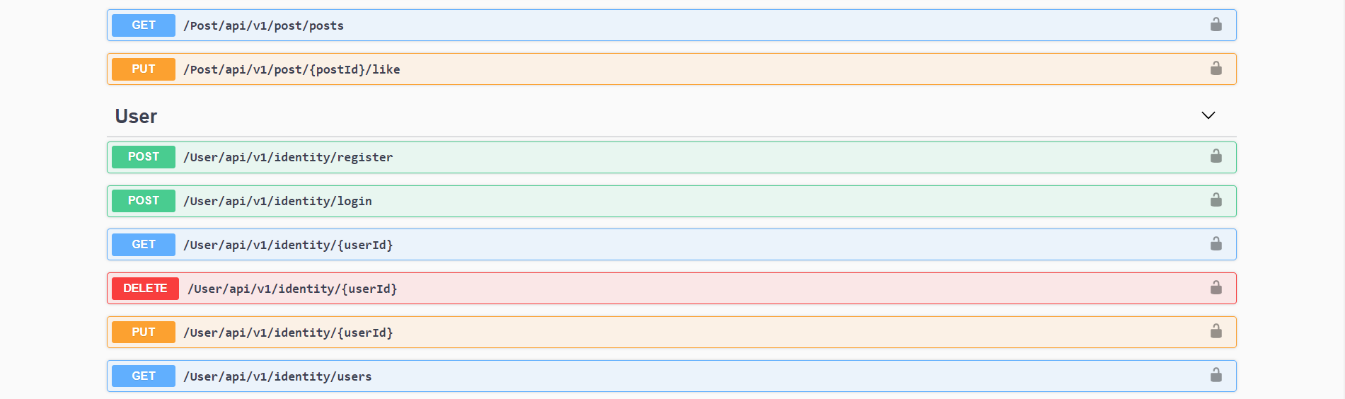 GET /Post/api/v1/post/posts
PUT /Post/api/v1/post/{postId}/like
User
POST /User/api/v1/identity/register
POST /User/api/v1/identity/login
GET /User/api/v1/identity/{userId}
DELETE /User/api/v1/identity/{userId}
PUT /User/api/v1/identity/{userId}
GET /User/api/v1/identity/users